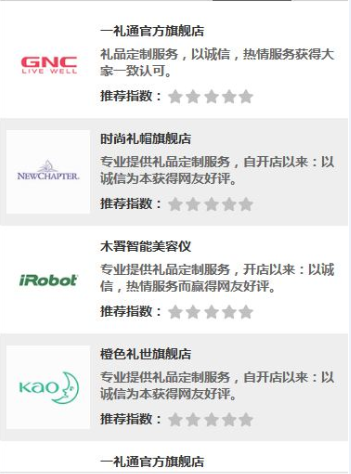 一礼通官方旗舰店
GNC
LIVE WELL
礼品定制服务，以诚信，热情服务获得大
家一致认可。
推荐指数：
时尚礼帽旗舰店
NEWCHAPTER.
专业提供礼品定制服务，自开店以来：以
诚信为本获得网友好评。
推荐指数：
木罟智能美容仪
iRobot
专业提供礼品定制服务，开店以来：以诚
信，热情服务而赢得网友好评。
推荐指数：
橙色礼世旗舰店
Kao
专业提供礼品定制服务，自开店以来：以
诚信为本获得网友好评。
推荐指数：
一礼通官方旗舰店